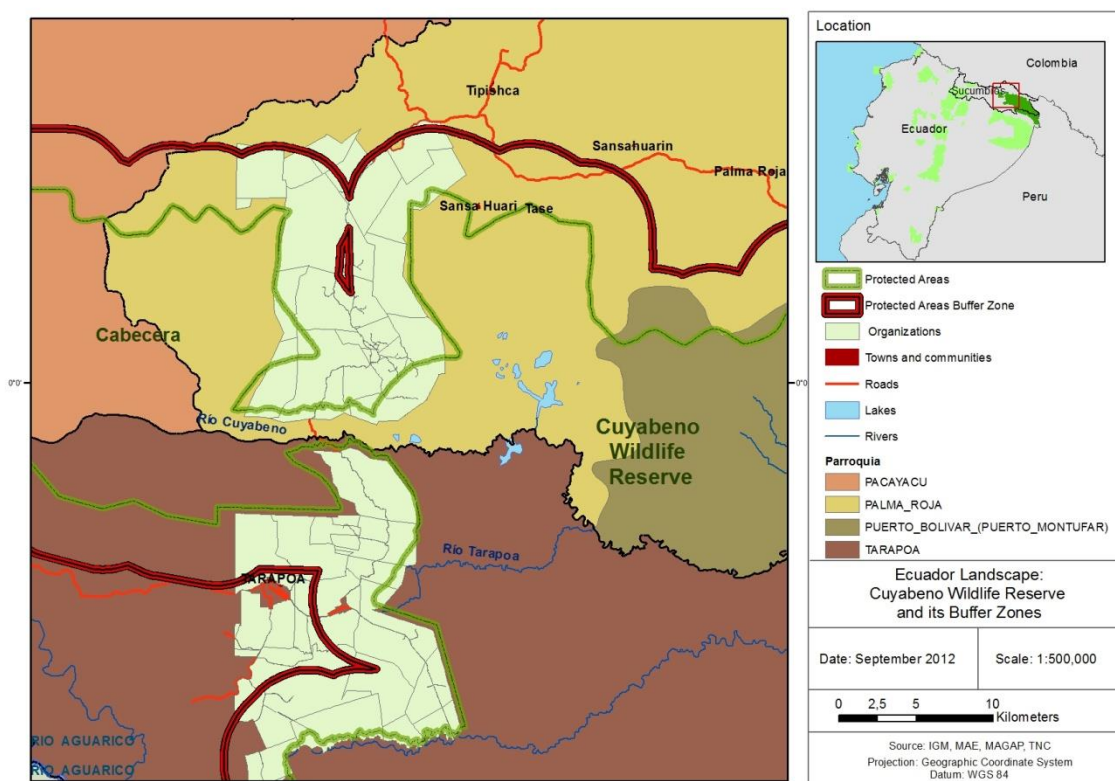 Tipishca
Sansahuarin
Palma Roja
Sansa Huari
Tase
Cabecera
0°0'
0°0'
Río Cuyabeno
Cuyabeno
Wildlife
Reserve
Río Tarapoa
TARAPOA
RIO AGUARICO
RIO AGUARICO
Location
Colombia
Sucumbíos
Ecuador
Peru
Protected Areas
Protected Areas Buffer Zone
Organizations
Towns and communities
Roads
Lakes
Rivers
Parroquia
PACAYACU
PALMA_ROJA
PUERTO_BOLIVAR_(PUERTO_MONTUFAR)
TARAPOA
Ecuador Landscape:
Cuyabeno Wildlife Reserve
and its Buffer Zones
Date: September 2012
Scale: 1:500,000
0 2,5 5 10
Kilometers
Source: IGM, MAE, MAGAP, TNC
Projection: Geographic Coordinate System
Datum: WGS 84